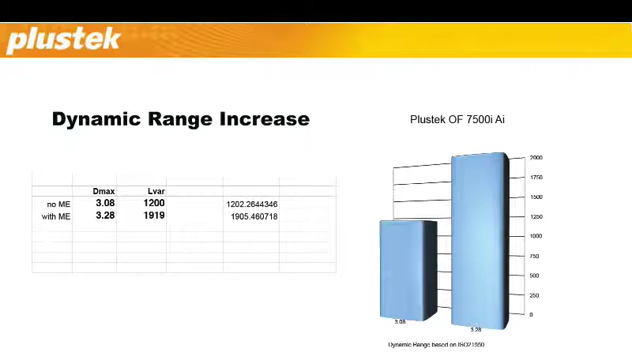 plustek
Dynamic Range Increase
Plustek OF 7500i Ai
Dmax Lvar
no ME 3.08 1200 1202.2644346
with ME 3.28 1919 1905.460718
2000
1750
1500
1250
1000
750
500
250
0
3.08
3.28
Dynamic Range based on ISO21550